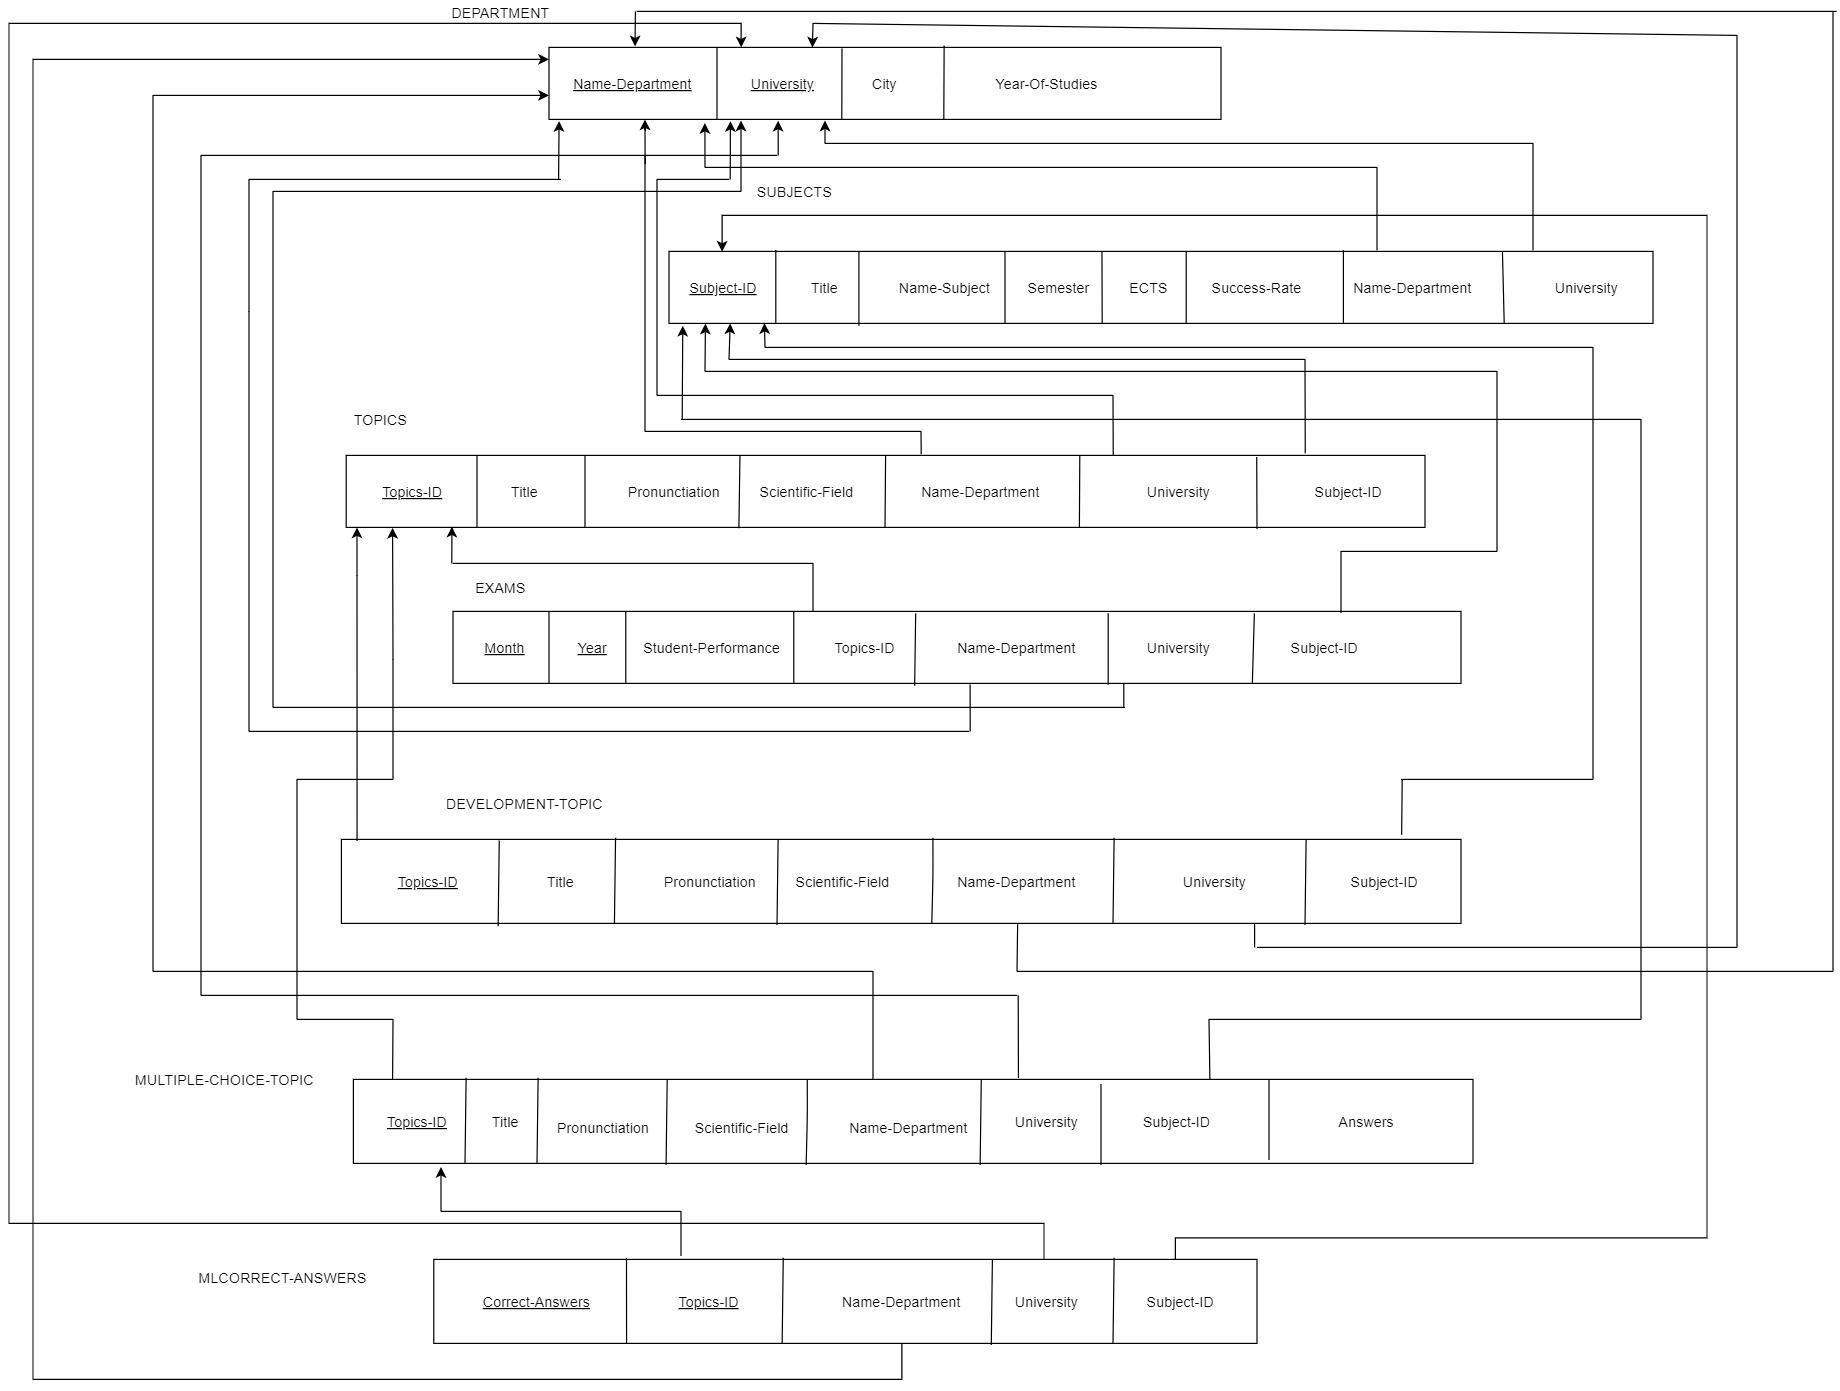 DEPARTMENT
Name-Department University City Year-Of-Studies
SUBJECTS
Subject-ID Title Name-Subject Semester ECTS Success-Rate Name-Department University
TOPICS
Topics-ID Title Pronunctiation Scientific-Field Name-Department University Subject-ID
EXAMS
Month Year Student-Performance Topics-ID Name-Department University Subject-ID
DEVELOPMENT-TOPIC
Topics-ID Title Pronunctiation Scientific-Field Name-Department University Subject-ID
MULTIPLE-CHOICE-TOPIC
Topics-ID Title Pronunctiation Scientific-Field Name-Department University Subject-ID Answers
MLCORRECT-ANSWERS
Correct-Answers Topics-ID Name-Department University Subject-ID